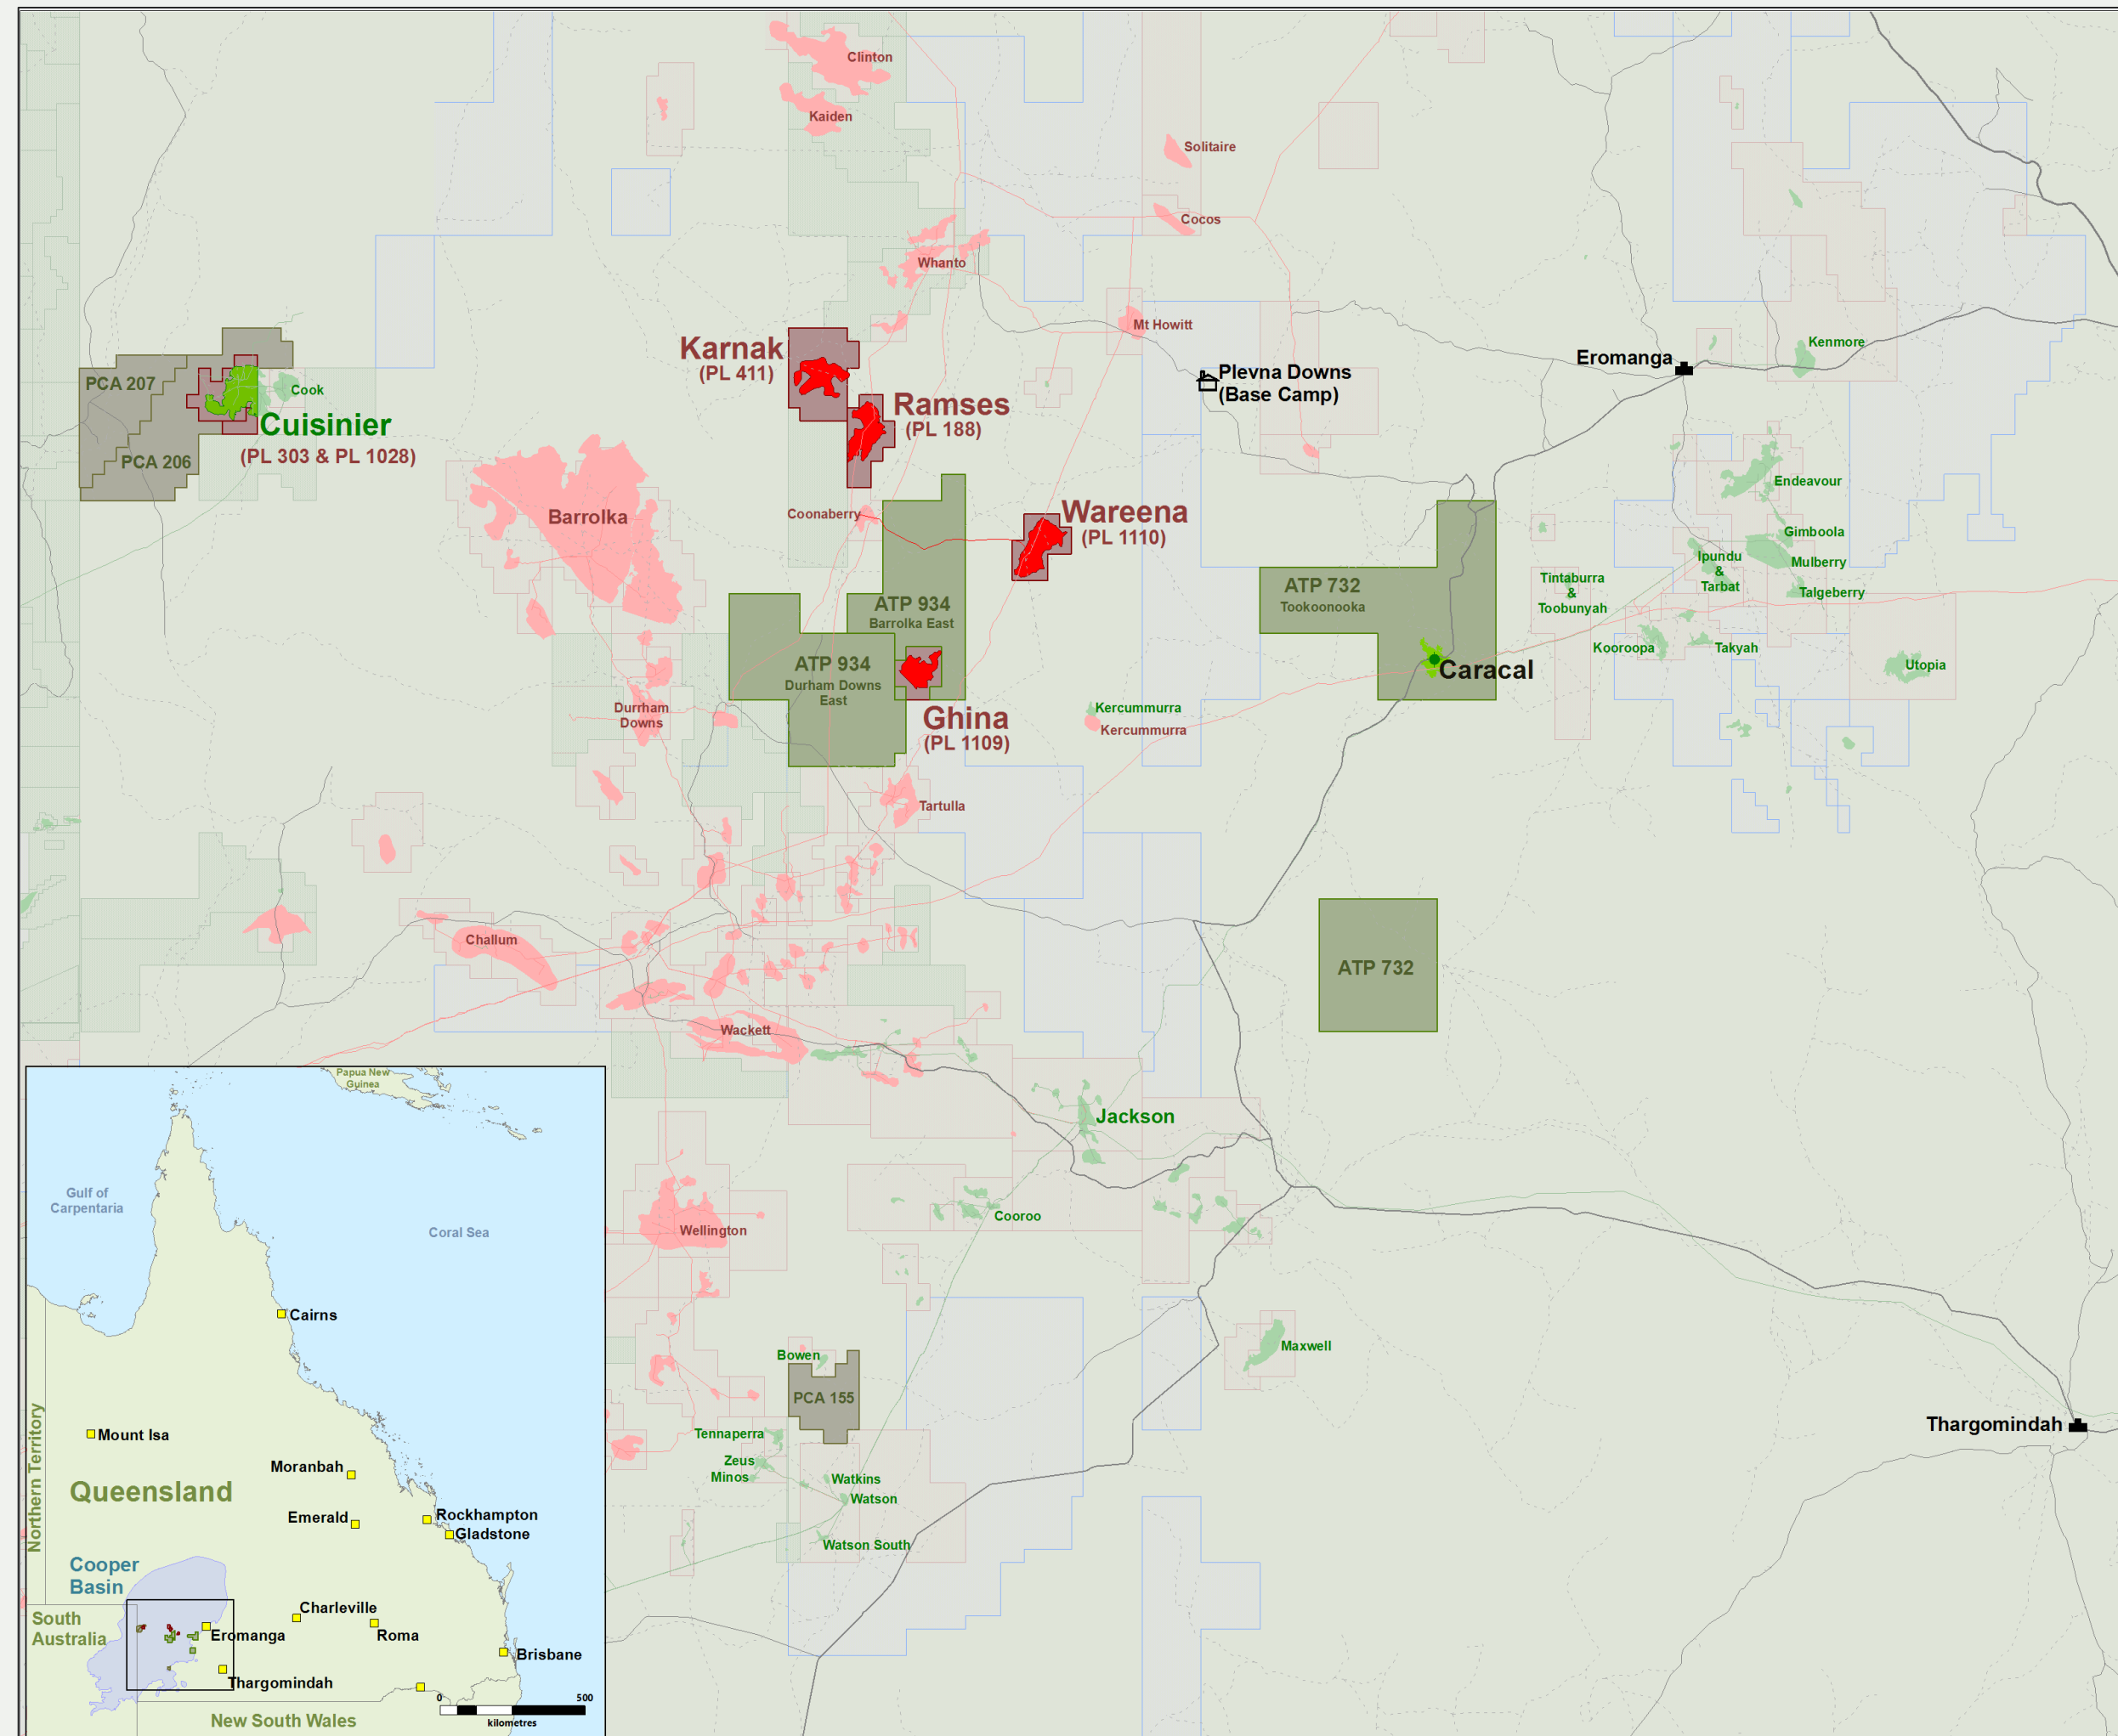 Clinton
Kaiden
Solitaire
Cocos
Whanto
Mt Howitt
Karnak
(PL 411)
Plevna Downs
(Base Camp)
Eromanga
Kenmore
PCA 207
Cook
Cuisinier
(PL 303 & PL 1028)
PCA 206
Ramses
(PL 188)
Barrolka
Coonaberry
Wareena
(PL 1110)
Endeavour
Gimboola
Ipundu
&
Tarbat
Mulberry
Talgeberry
Tintaburra
&
Toobunyah
ATP 732
Tookoonooka
ATP 934
Barrolka East
ATP 934
Durham Downs
East
Kooroopa
Takyah
Utopia
Caracal
Durrham
Downs
Ghina
(PL 1109)
Kercummurra
Kercummurra
Tartulla
Challum
ATP 732
Wackett
Jackson
Cooroo
Wellington
Maxwell
Bowen
PCA 155
Thargomindah
Tennaperra
Zeus
Minos
Watkins
Watson
Watson South
Papua New
Guinea
Gulf of
Carpentaria
Coral Sea
Cairns
Northern Territory
Mount Isa
Moranbah
Queensland
Emerald
Rockhampton
Gladstone
Cooper
Basin
South
Australia
Charleville
Eromanga
Roma
Brisbane
Thargomindah
New South Wales
0 500
kilometres